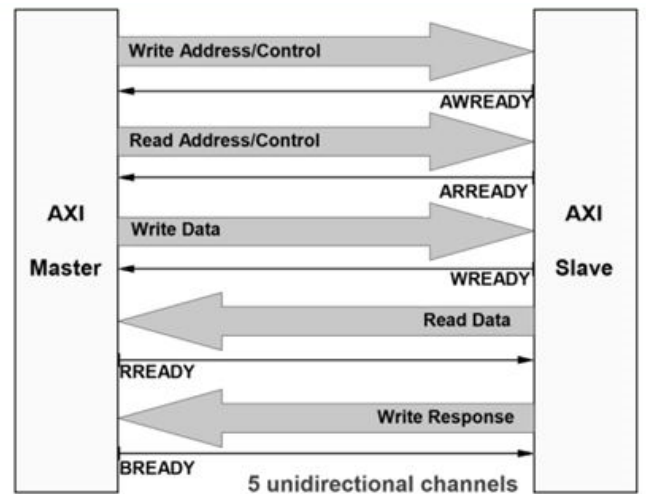 Write Address/Control
AWREADY
Read Address/Control
ARREADY
AXI
Master
AXI
Slave
Write Data
WREADY
Read Data
RREADY
Write Response
BREADY
5 unidirectional channels